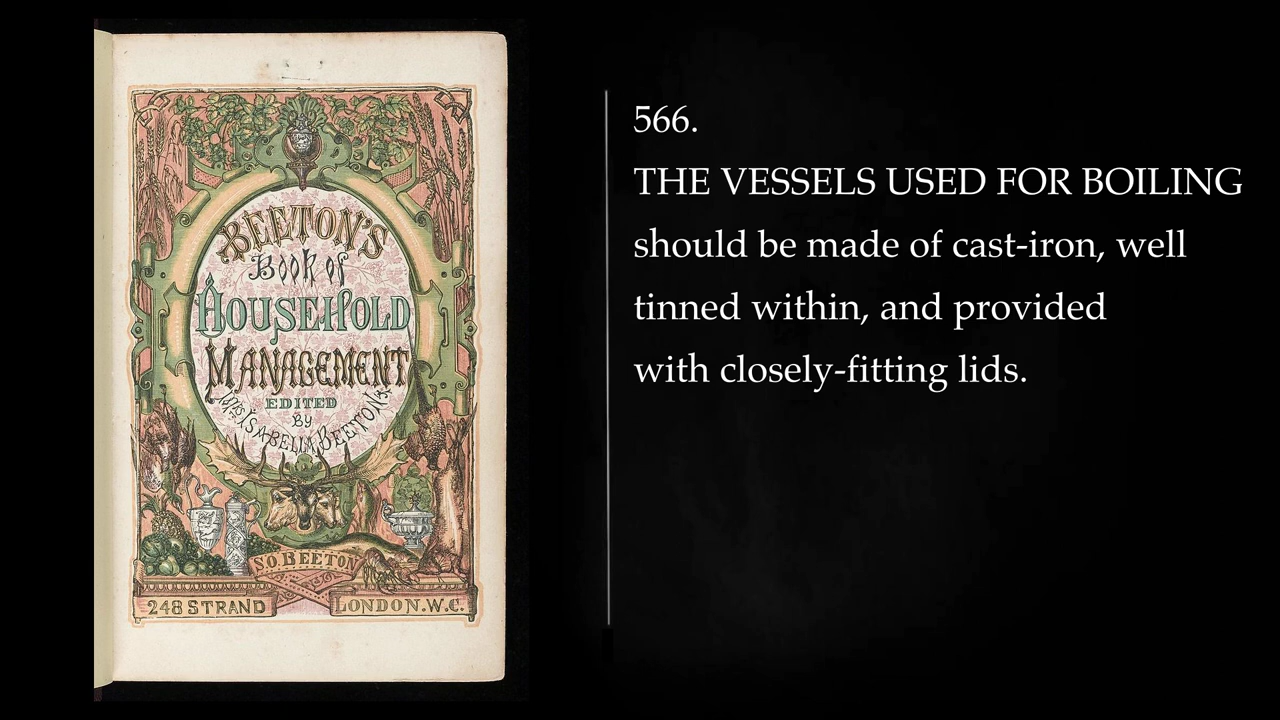 BEETON'S
Book of
HOUSEHOLD
MANAGEMENT
EDITED
By
MRS ISABELLA BEETON
S.O. BEETON
248 STRAND
LONDON. W.C.
566.
THE VESSELS USED FOR BOILING
should be made of cast-iron, well
tinned within, and provided
with closely-fitting lids.